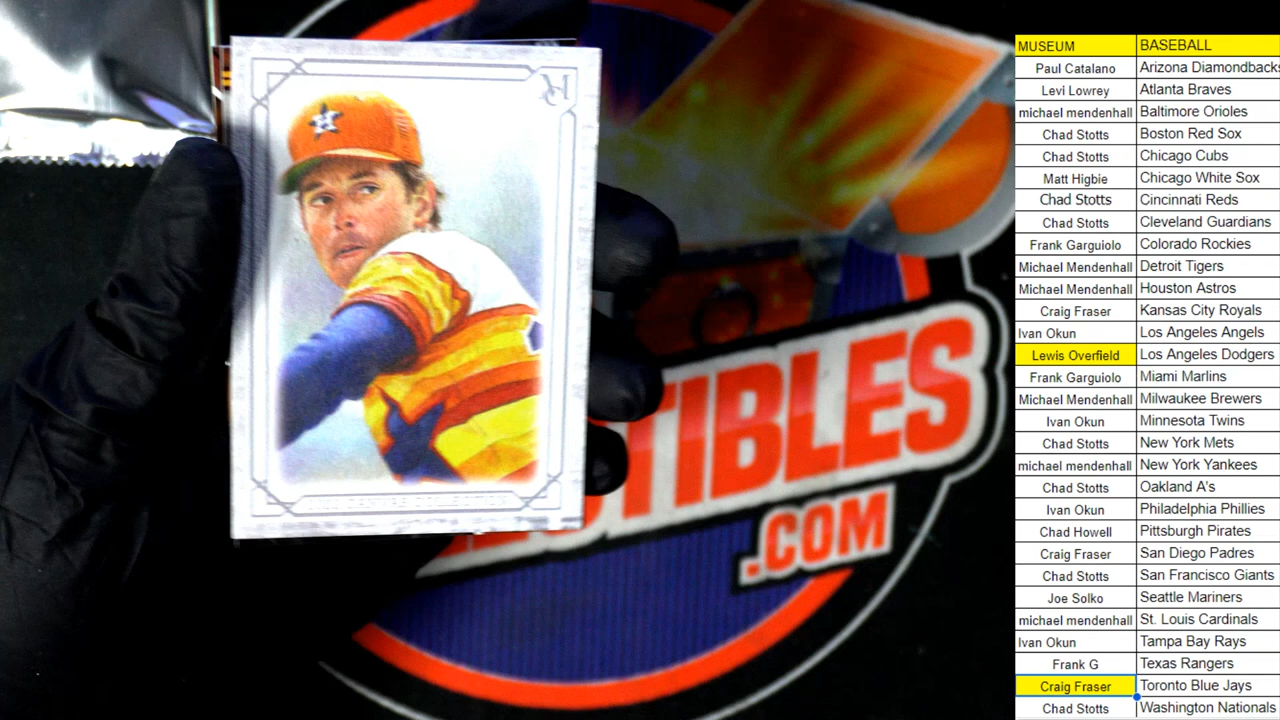 MUSEUM BASEBALL
Paul Catalano Arizona Diamondbacks
Levi Lowrey Atlanta Braves
michael mendenhall Baltimore Orioles
Chad Stotts Boston Red Sox
Chad Stotts Chicago Cubs
Matt Higbie Chicago White Sox
Chad Stotts Cincinnati Reds
Chad Stotts Cleveland Guardians
Frank Garguiolo Colorado Rockies
Michael Mendenhall Detroit Tigers
Michael Mendenhall Houston Astros
Craig Fraser Kansas City Royals
Ivan Okun Los Angeles Angels
Lewis Overfield Los Angeles Dodgers
Frank Garguiolo Miami Marlins
Michael Mendenhall Milwaukee Brewers
Ivan Okun Minnesota Twins
Chad Stotts New York Mets
michael mendenhall New York Yankees
Chad Stotts Oakland A's
Ivan Okun Philadelphia Phillies
Chad Howell Pittsburgh Pirates
Craig Fraser San Diego Padres
Chad Stotts San Francisco Giants
Joe Solko Seattle Mariners
michael mendenhall St. Louis Cardinals
Ivan Okun Tampa Bay Rays
Frank G Texas Rangers
Craig Fraser Toronto Blue Jays
Chad Stotts Washington Nationals
IBLES
.COM